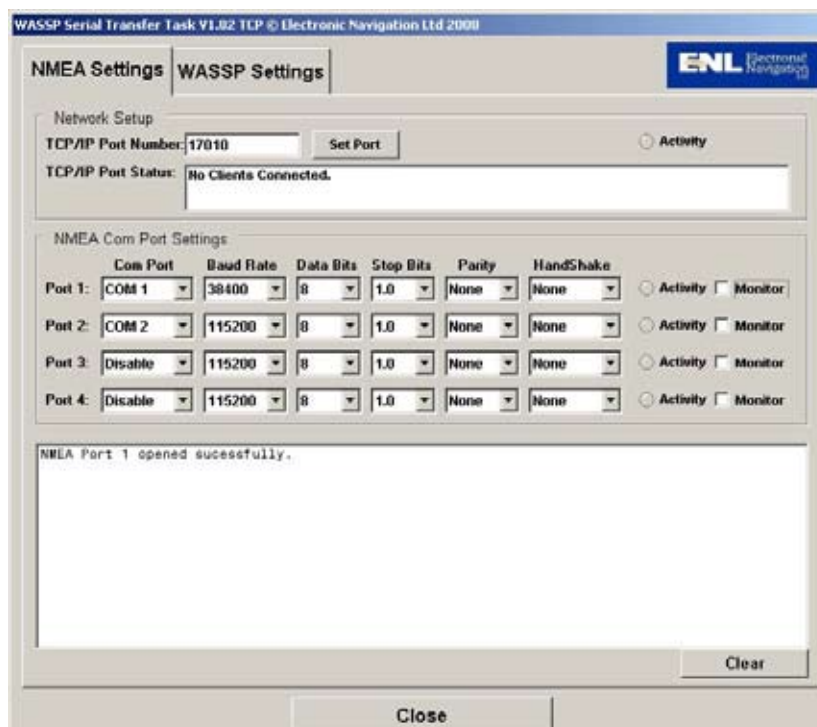 WASSP Serial Transfer Task V1.02 TCP © Electronic Navigation Ltd 2008
NMEA Settings WASSP Settings
ENL Electronic Navigation
Network Setup
TCP/IP Port Number: 17010 Set Port Activity
TCP/IP Port Status: No Clients Connected.
NMEA Com Port Settings
Com Port Baud Rate Data Bits Stop Bits Parity HandShake
Port 1: COM 1 38400 8 1.0 None None Activity Monitor
Port 2: COM 2 115200 8 1.0 None None Activity Monitor
Port 3: Disable 115200 8 1.0 None None Activity Monitor
Port 4: Disable 115200 8 1.0 None None Activity Monitor
NMEA Port 1 opened sucessfully.
Clear
Close